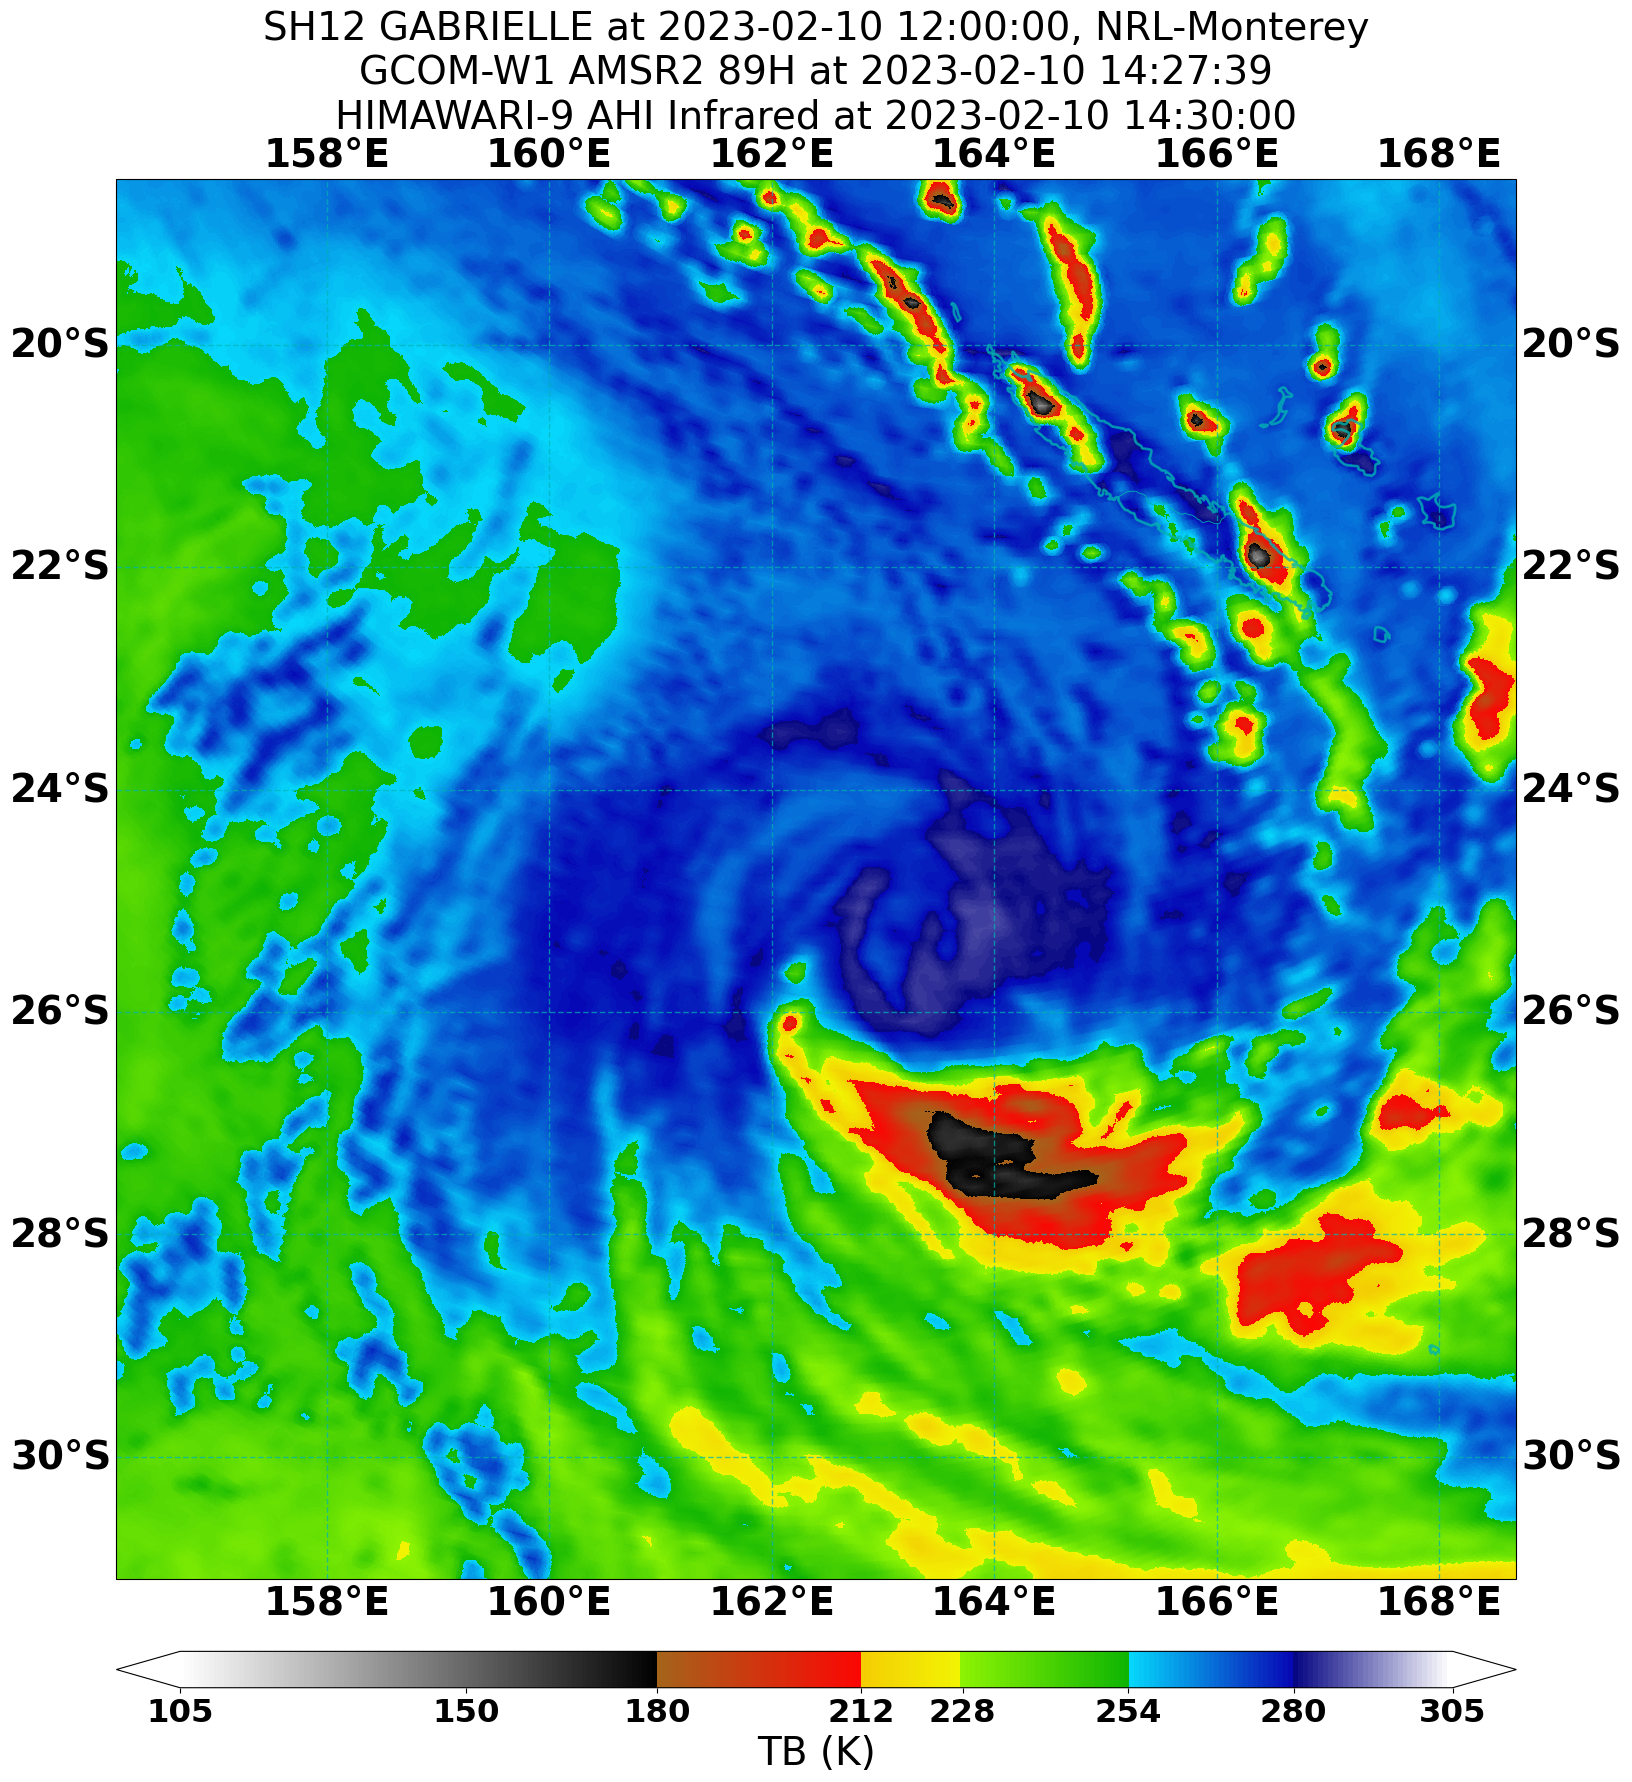 SH12 GABRIELLE at 2023-02-10 12:00:00, NRL-Monterey
GCOM-W1 AMSR2 89H at 2023-02-10 14:27:39
HIMAWARI-9 AHI Infrared at 2023-02-10 14:30:00
158°E 160°E 162°E 164°E 166°E 168°E
20°S 20°S
22°S 22°S
24°S 24°S
26°S 26°S
28°S 28°S
30°S 30°S
158°E 160°E 162°E 164°E 166°E 168°E
105 150 180 212 228 254 280 305
TB (K)